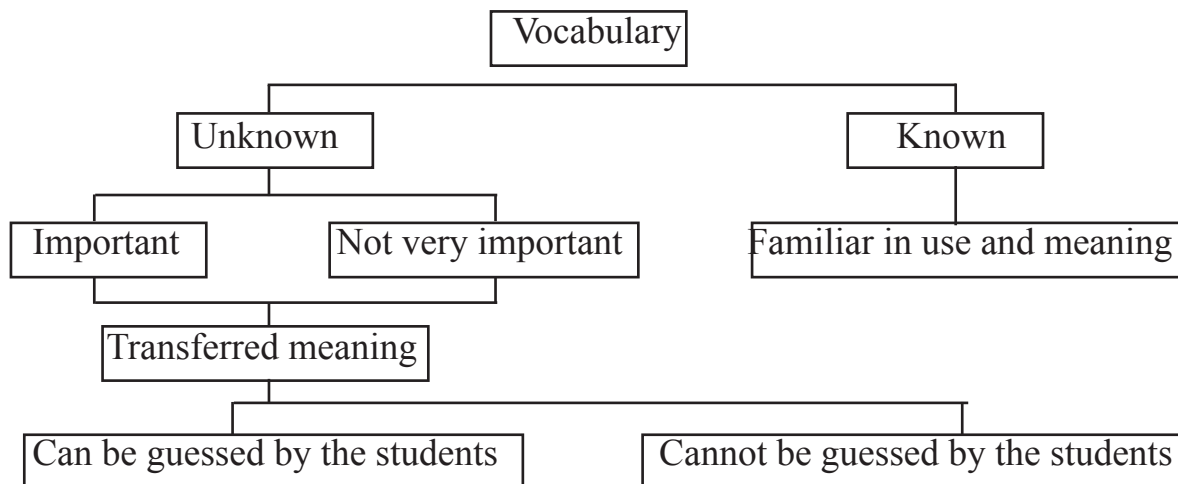 Vocabulary
Unknown
Known
Important
Not very important
Familiar in use and meaning
Transferred meaning
Can be guessed by the students
Cannot be guessed by the students